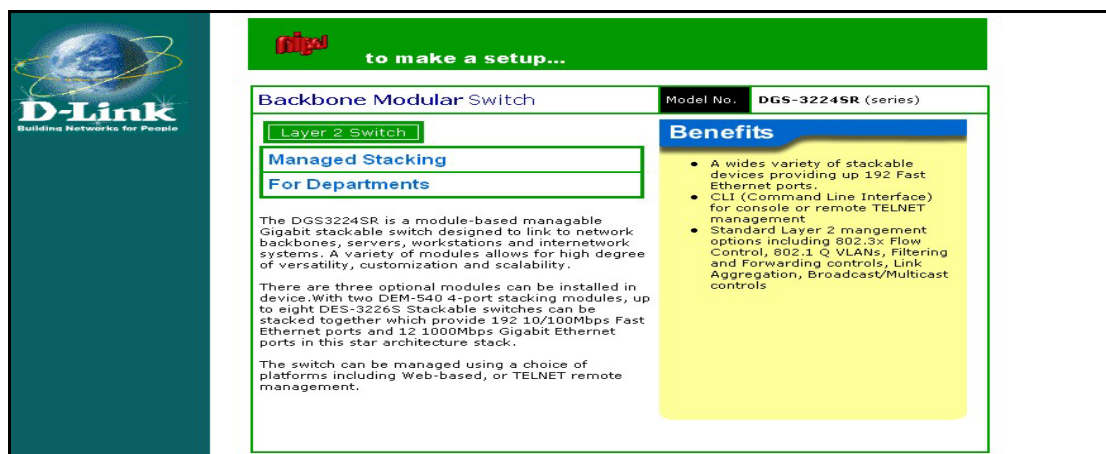 D-Link
Building Networks for People
to make a setup...
Backbone Modular Switch
Model No.
DGS-3224SR (series)
Layer 2 Switch
Managed Stacking
For Departments
The DGS3224SR is a module-based managable
Gigabit stackable switch designed to link to network
backbones, servers, workstations and internetwork
systems. A variety of modules allows for high degree
of versatility, customization and scalability.
There are three optional modules can be installed in
device.With two DEM-540 4-port stacking modules, up
to eight DES-3226S Stackable switches can be
stacked together which provide 192 10/100Mbps Fast
Ethernet ports and 12 1000Mbps Gigabit Ethernet
ports in this star architecture stack.
The switch can be managed using a choice of
platforms including Web-based, or TELNET remote
management.
Benefits
• A wides variety of stackable
devices providing up 192 Fast
Ethernet ports.
• CLI (Command Line Interface)
for console or remote TELNET
management
• Standard Layer 2 mangement
options including 802.3x Flow
Control, 802.1 Q VLANs, Filtering
and Forwarding controls, Link
Aggregation, Broadcast/Multicast
controls